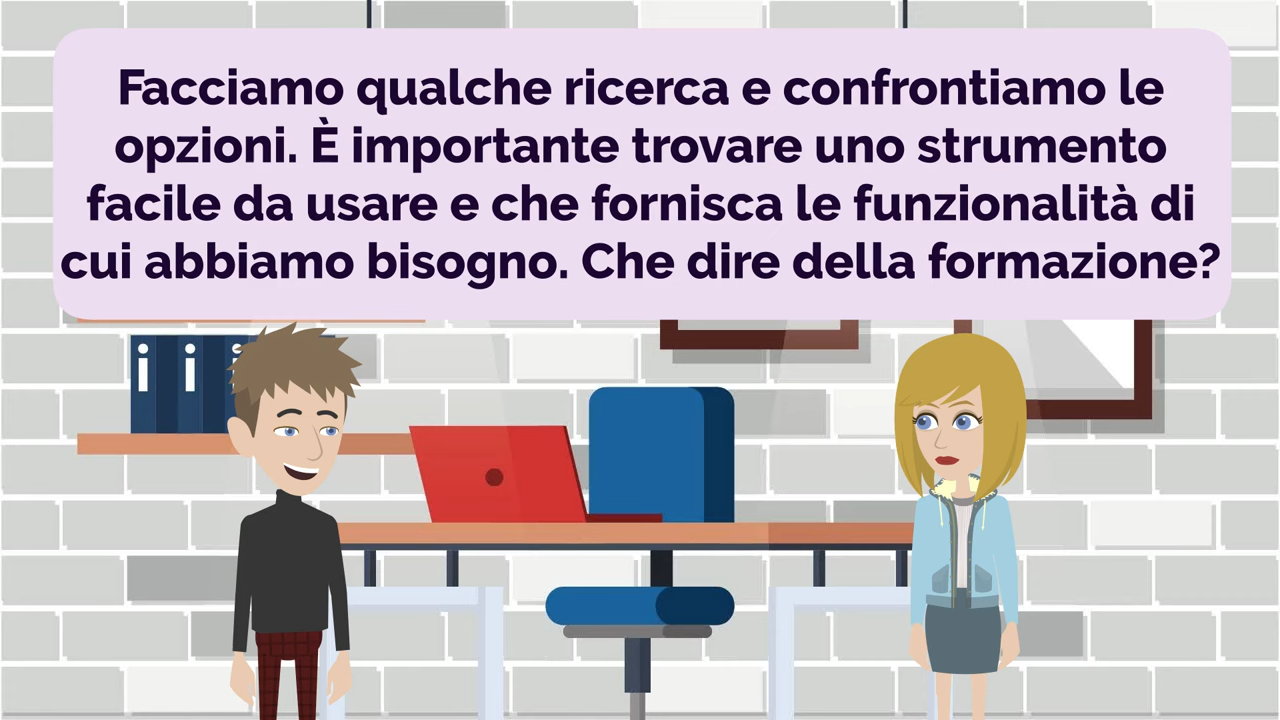 Facciamo qualche ricerca e confrontiamo le
opzioni. È importante trovare uno strumento
facile da usare e che fornisca le funzionalità di
cui abbiamo bisogno. Che dire della formazione?